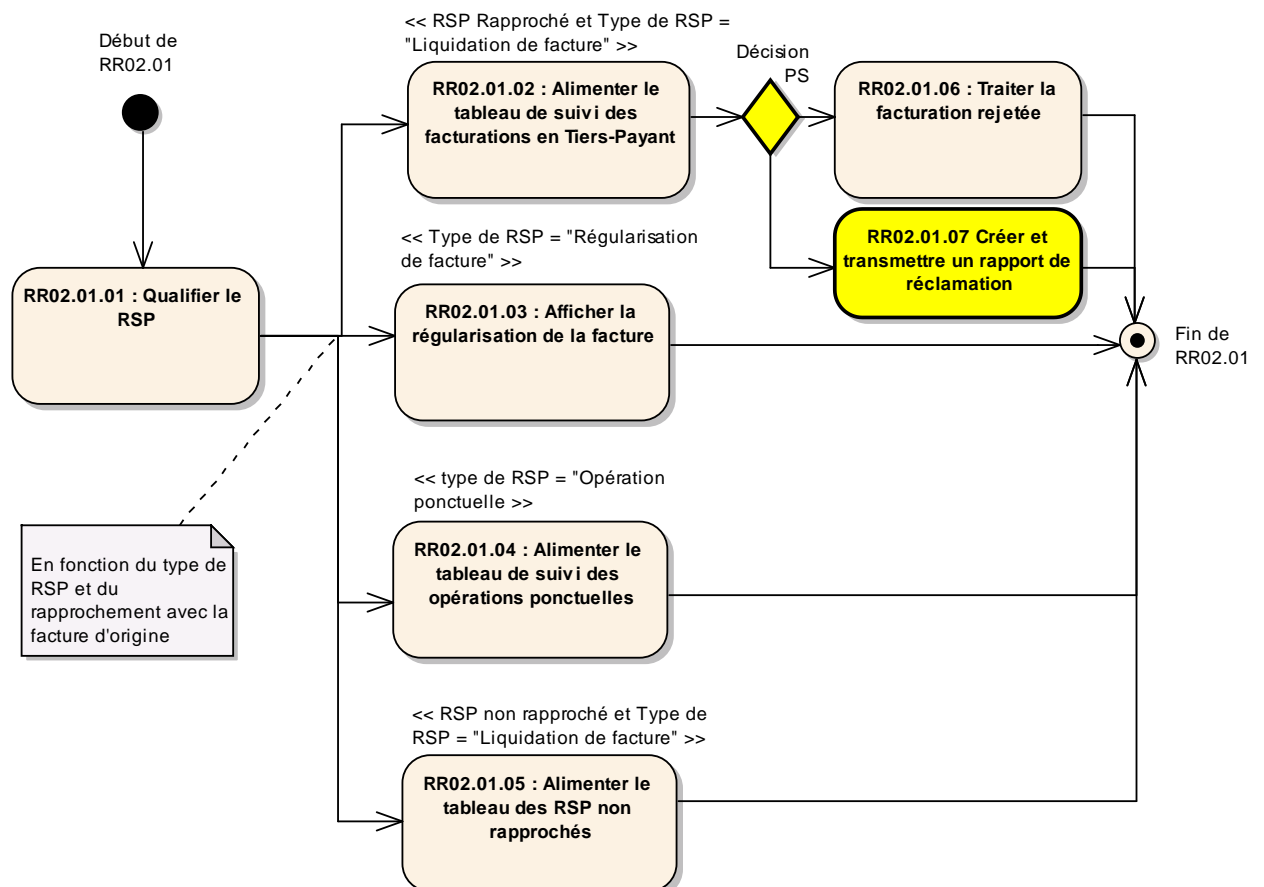 Début de
RR02.01
<< RSP Rapproché et Type de RSP =
"Liquidation de facture" >>
Décision
PS
RR02.01.02 : Alimenter le
tableau de suivi des
facturations en Tiers-Payant
RR02.01.06 : Traiter la
facturation rejetée
RR02.01.07 Créer et
transmettre un rapport de
réclamation
<< Type de RSP = "Régularisation
de facture" >>
RR02.01.01 : Qualifier le
RSP
RR02.01.03 : Afficher la
régularisation de la facture
Fin de
RR02.01
<< type de RSP = "Opération
ponctuelle >>
RR02.01.04 : Alimenter le
tableau de suivi des
opérations ponctuelles
En fonction du type de
RSP et du
rapprochement avec la
facture d'origine
<< RSP non rapproché et Type de
RSP = "Liquidation de facture" >>
RR02.01.05 : Alimenter le
tableau des RSP non
rapprochés